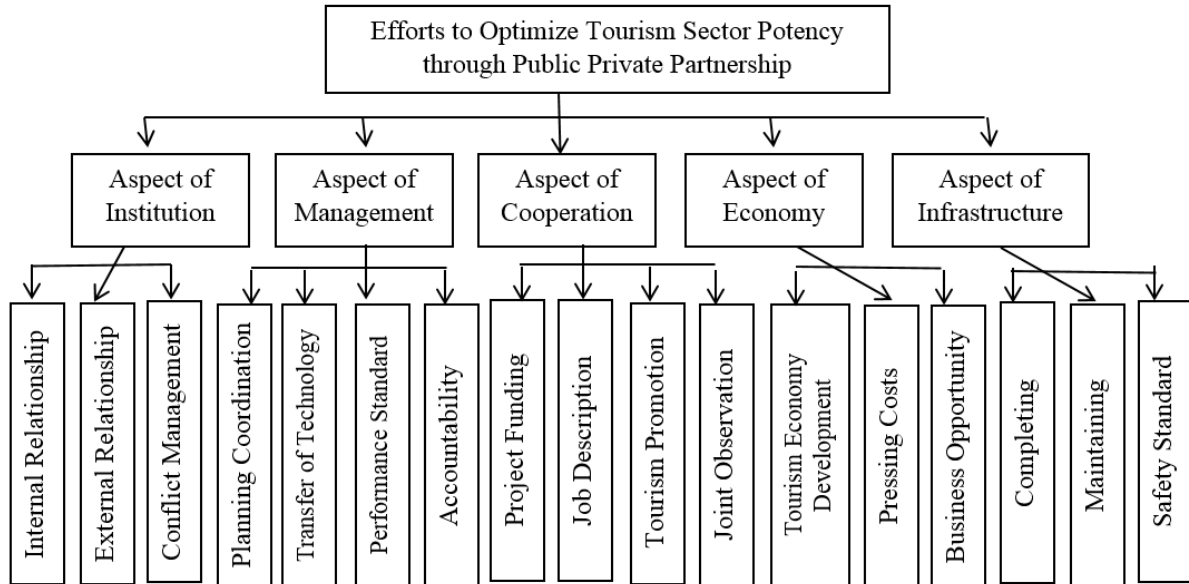 Efforts to Optimize Tourism Sector Potency
through Public Private Partnership
Aspect of
Institution
Aspect of
Management
Aspect of
Cooperation
Aspect of
Economy
Aspect of
Infrastructure
Internal Relationship
External Relationship
Conflict Management
Planning Coordination
Transfer of Technology
Performance Standard
Accountability
Project Funding
Job Description
Tourism Promotion
Joint Observation
Tourism Economy
Development
Pressing Costs
Business Opportunity
Completing
Maintaining
Safety Standard